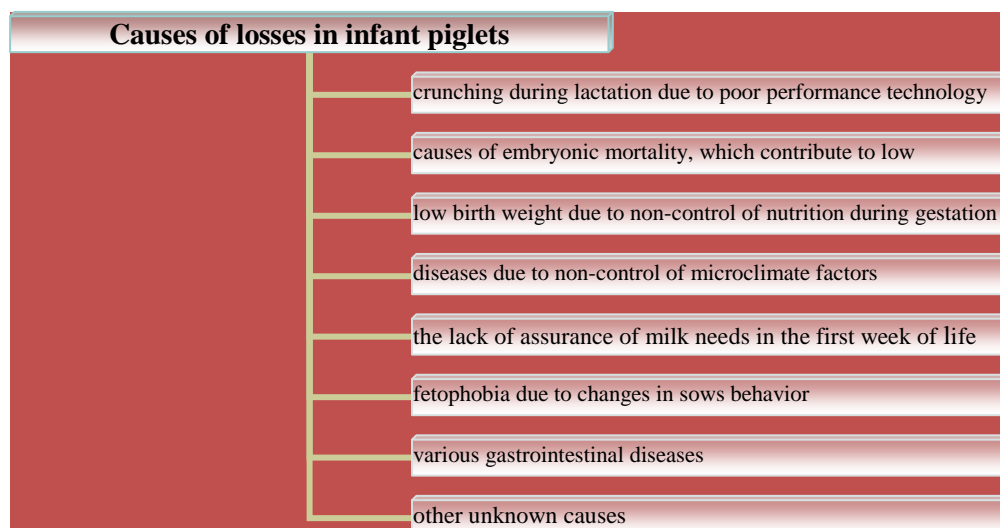 Causes of losses in infant piglets
crunching during lactation due to poor performance technology
causes of embryonic mortality, which contribute to low
low birth weight due to non-control of nutrition during gestation
diseases due to non-control of microclimate factors
the lack of assurance of milk needs in the first week of life
fetophobia due to changes in sows behavior
various gastrointestinal diseases
other unknown causes